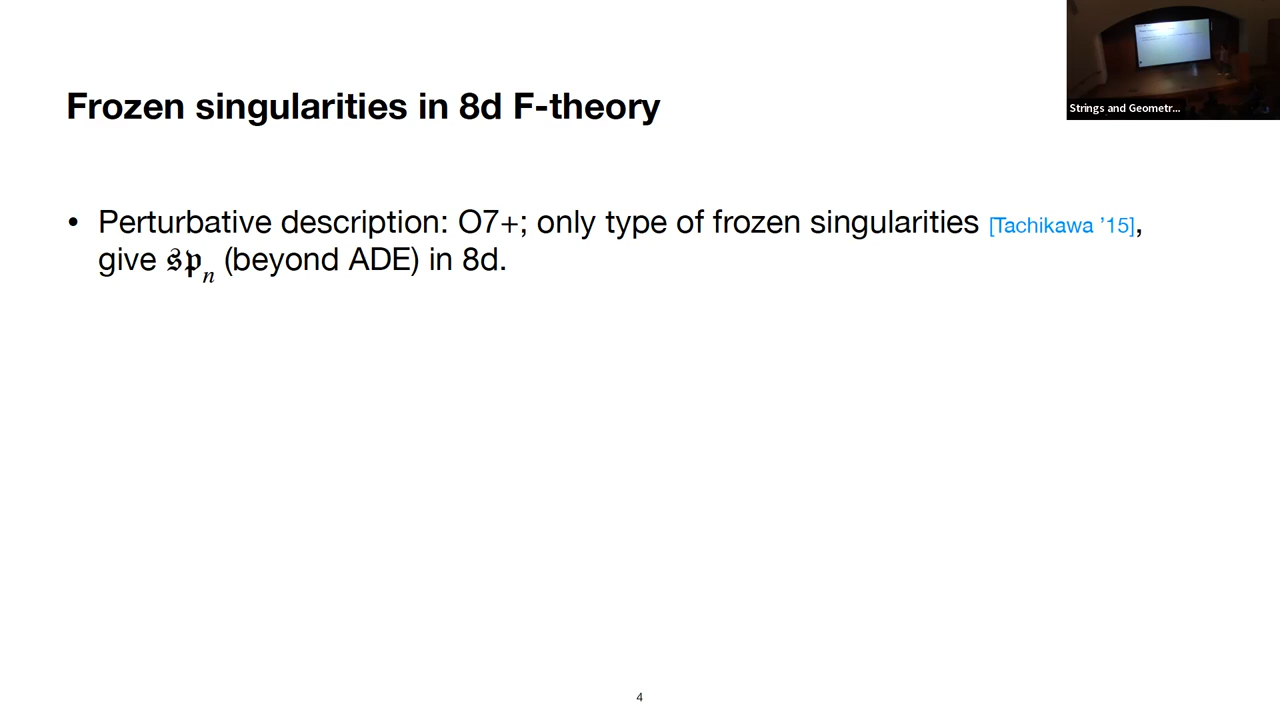 Strings and Geometr...
Frozen singularities in 8d F-theory
• Perturbative description: O7+; only type of frozen singularities [Tachikawa ’15],
give 𝔰𝔭ₙ (beyond ADE) in 8d.
4